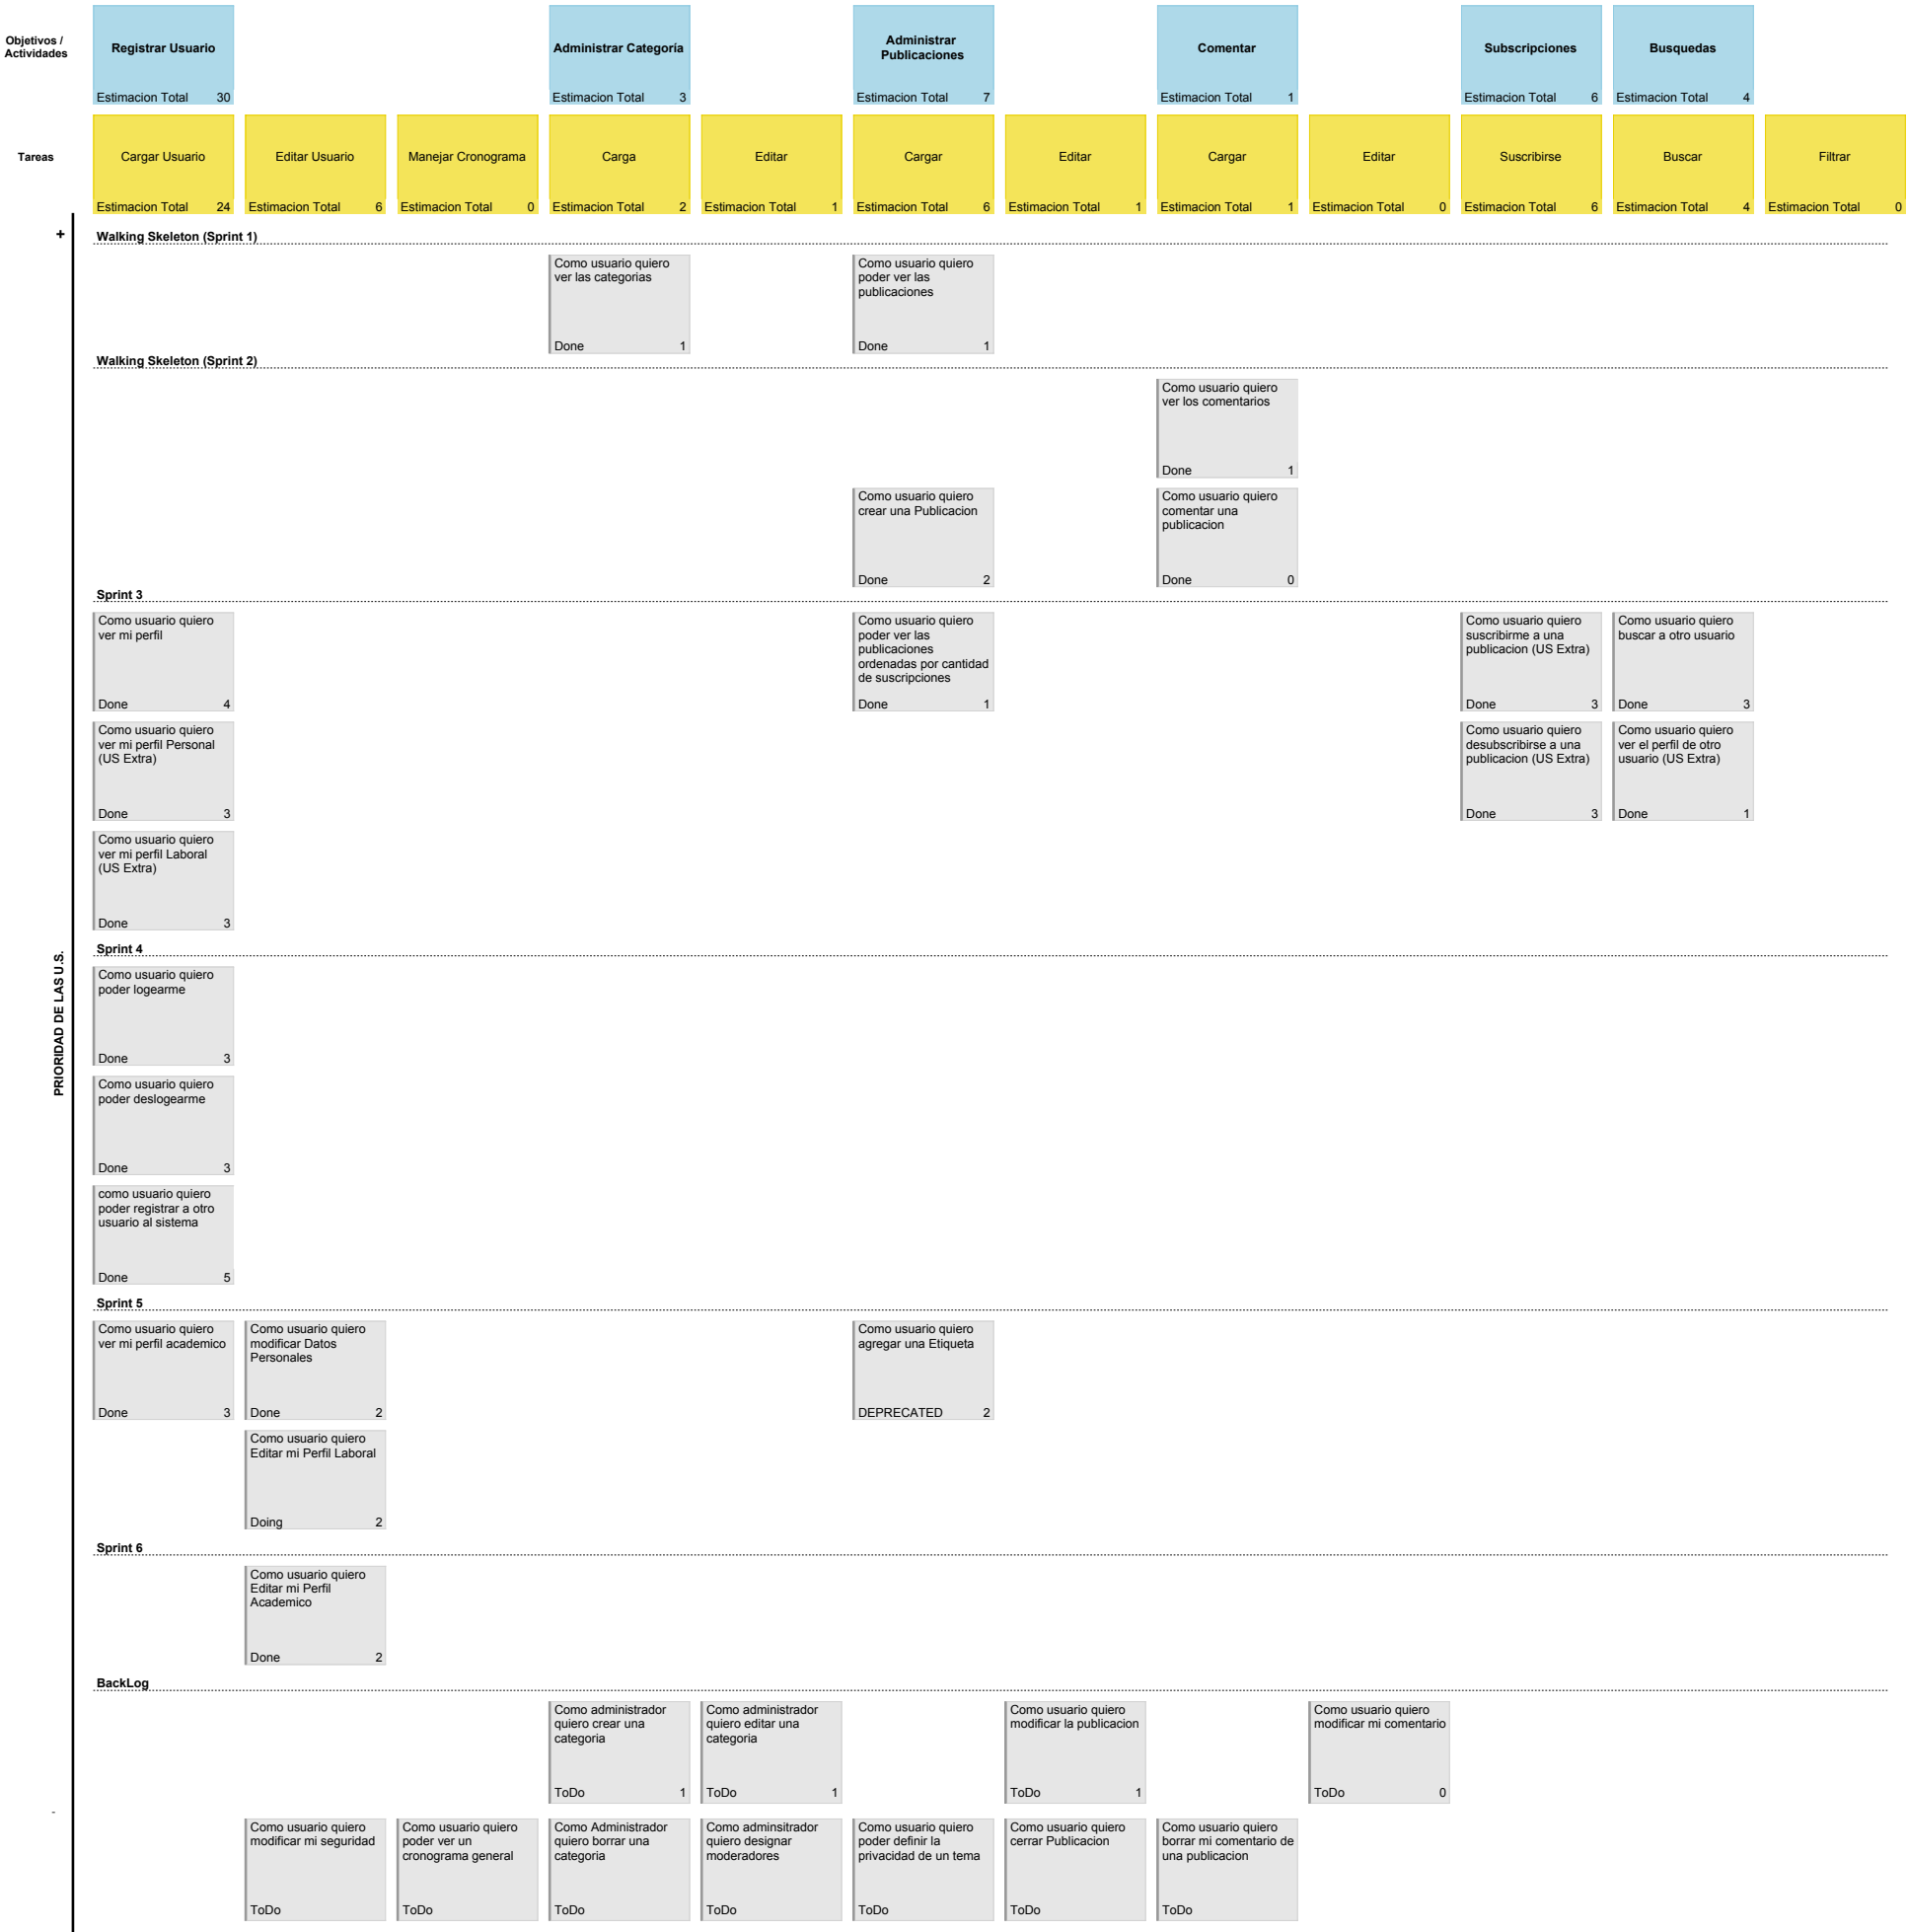 Objetivos /
Actividades
Registrar Usuario
Estimacion Total 30
Administrar Categoría
Estimacion Total 3
Administrar
Publicaciones
Estimacion Total 7
Comentar
Estimacion Total 1
Subscripciones
Estimacion Total 6
Busquedas
Estimacion Total 4
Tareas
Cargar Usuario
Estimacion Total 24
Editar Usuario
Estimacion Total 6
Manejar Cronograma
Estimacion Total 0
Carga
Estimacion Total 2
Editar
Estimacion Total 1
Cargar
Estimacion Total 6
Editar
Estimacion Total 1
Cargar
Estimacion Total 1
Editar
Estimacion Total 0
Suscribirse
Estimacion Total 6
Buscar
Estimacion Total 4
Filtrar
Estimacion Total 0
+
PRIORIDAD DE LAS U.S.
-
Walking Skeleton (Sprint 1)
Como usuario quiero
ver las categorias
Done 1
Como usuario quiero
poder ver las
publicaciones
Done 1
Walking Skeleton (Sprint 2)
Como usuario quiero
ver los comentarios
Done 1
Como usuario quiero
crear una Publicacion
Done 2
Como usuario quiero
comentar una
publicacion
Done 0
Sprint 3
Como usuario quiero
ver mi perfil
Done 4
Como usuario quiero
poder ver las
publicaciones
ordenadas por cantidad
de suscripciones
Done 1
Como usuario quiero
suscribirme a una
publicacion (US Extra)
Done 3
Como usuario quiero
buscar a otro usuario
Done 3
Como usuario quiero
ver mi perfil Personal
(US Extra)
Done 3
Como usuario quiero
desubscribirse a una
publicacion (US Extra)
Done 3
Como usuario quiero
ver el perfil de otro
usuario (US Extra)
Done 1
Como usuario quiero
ver mi perfil Laboral
(US Extra)
Done 3
Sprint 4
Como usuario quiero
poder logearme
Done 3
Como usuario quiero
poder deslogearme
Done 3
como usuario quiero
poder registrar a otro
usuario al sistema
Done 5
Sprint 5
Como usuario quiero
ver mi perfil academico
Done 3
Como usuario quiero
modificar Datos
Personales
Done 2
Como usuario quiero
agregar una Etiqueta
DEPRECATED 2
Como usuario quiero
Editar mi Perfil Laboral
Doing 2
Sprint 6
Como usuario quiero
Editar mi Perfil
Academico
Done 2
BackLog
Como administrador
quiero crear una
categoria
ToDo 1
Como administrador
quiero editar una
categoria
ToDo 1
Como usuario quiero
modificar la publicacion
ToDo 1
Como usuario quiero
modificar mi comentario
ToDo 0
Como usuario quiero
modificar mi seguridad
ToDo
Como usuario quiero
poder ver un
cronograma general
ToDo
Como Administrador
quiero borrar una
categoria
ToDo
Como adminsitrador
quiero designar
moderadores
ToDo
Como usuario quiero
poder definir la
privacidad de un tema
ToDo
Como usuario quiero
cerrar Publicacion
ToDo
Como usuario quiero
borrar mi comentario de
una publicacion
ToDo